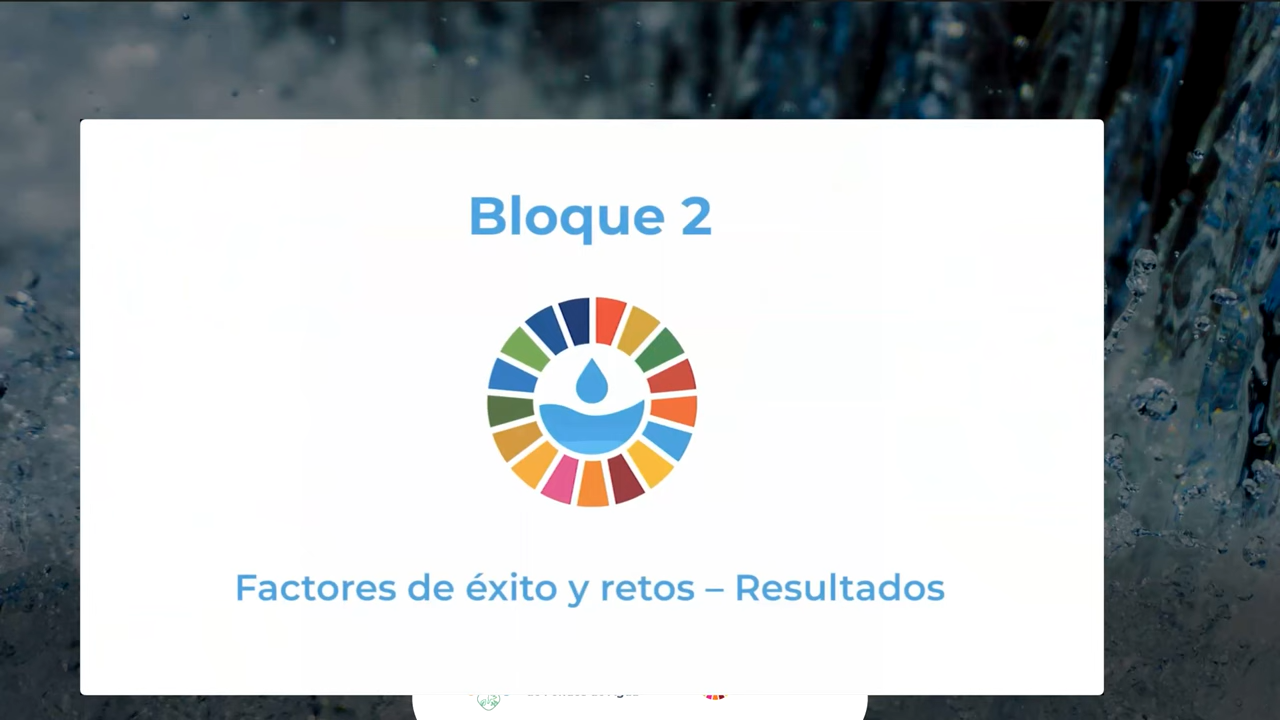 Bloque 2
Factores de éxito y retos – Resultados